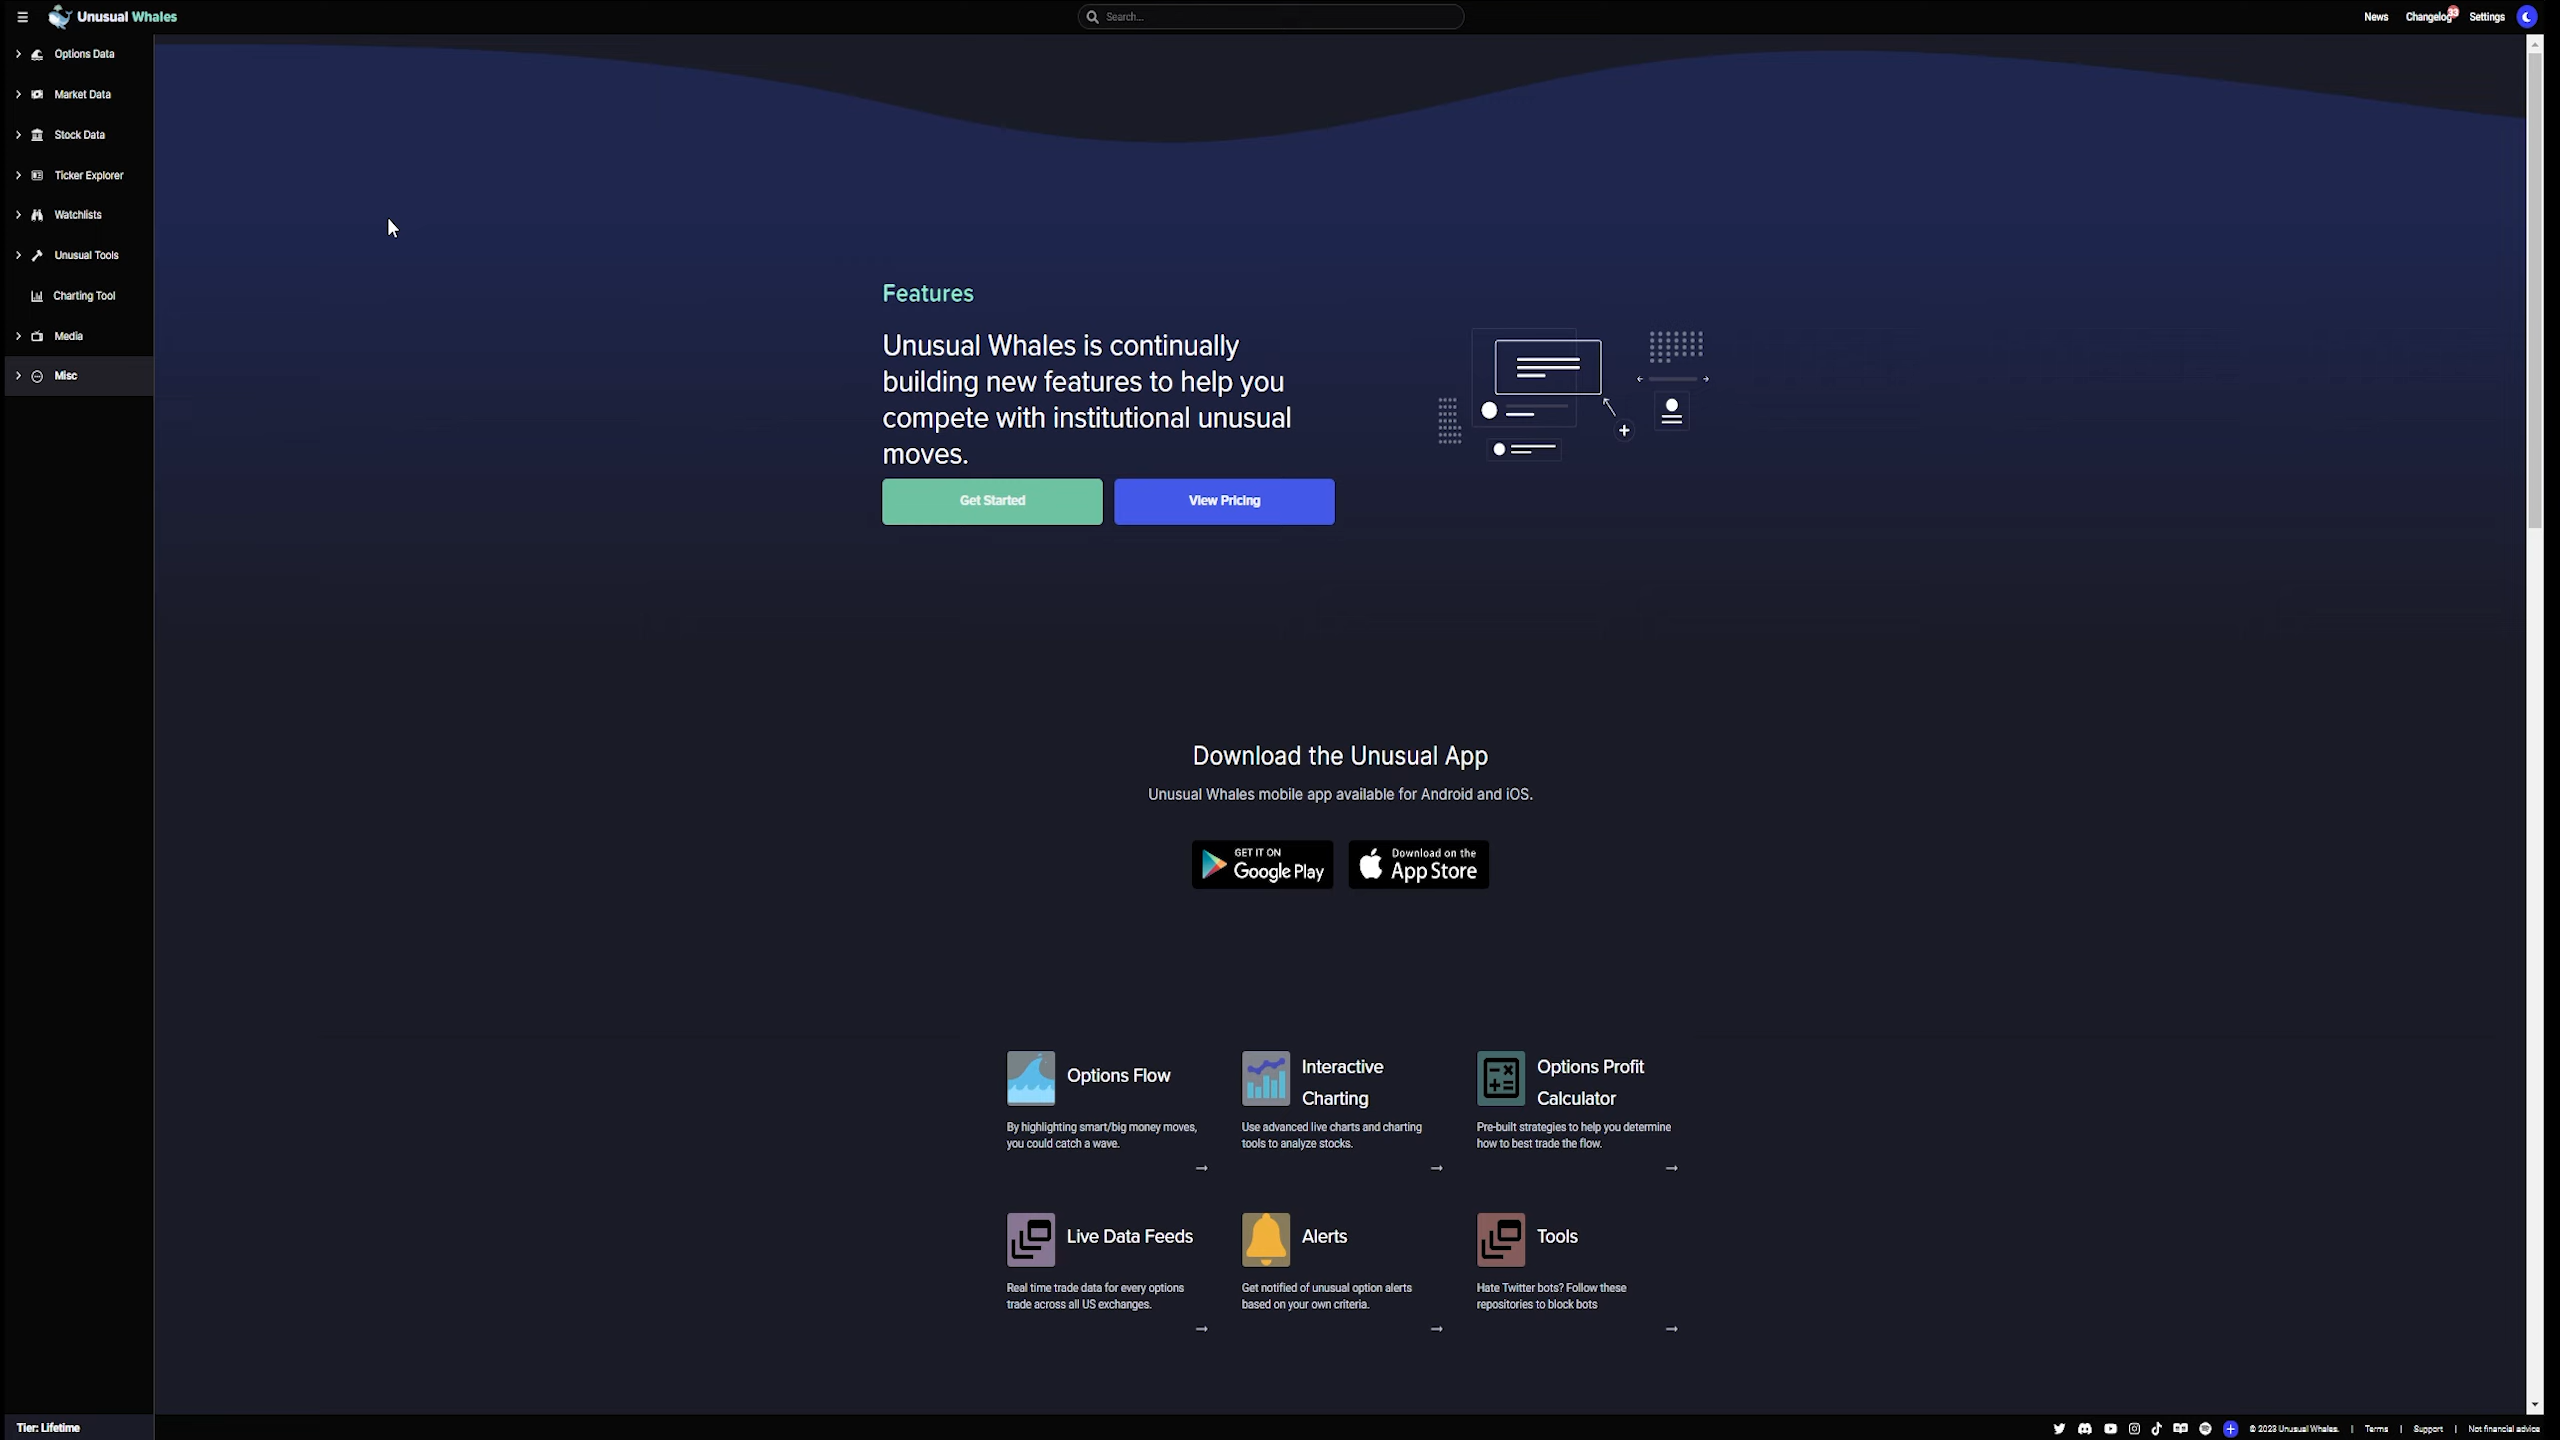 Unusual Whales
Search...
News
Changelog
33
Settings
Options Data
Market Data
Stock Data
Ticker Explorer
Watchlists
Unusual Tools
Charting Tool
Media
Misc
Features
Unusual Whales is continually
building new features to help you
compete with institutional unusual
moves.
Get Started
View Pricing
Download the Unusual App
Unusual Whales mobile app available for Android and iOS.
GET IT ON
Google Play
Download on the
App Store
Options Flow
By highlighting smart/big money moves,
you could catch a wave.
Interactive
Charting
Use advanced live charts and charting
tools to analyze stocks.
Options Profit
Calculator
Pre-built strategies to help you determine
how to best trade the flow.
Live Data Feeds
Real time trade data for every options
trade across all US exchanges.
Alerts
Get notified of unusual option alerts
based on your own criteria.
Tools
Hate Twitter bots? Follow these
repositories to block bots
Tier: Lifetime
© 2023 Unusual Whales. | Terms | Support | Not financial advice